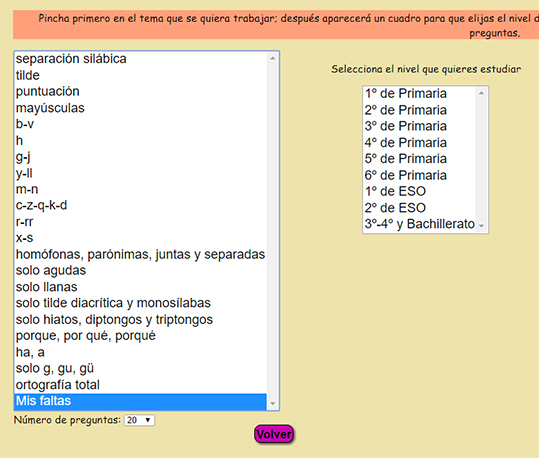 Pincha primero en el tema que se quiera trabajar; después aparecerá un cuadro para que elijas el nivel d
preguntas.
separación silábica
tilde
puntuación
mayúsculas
b-v
h
g-j
y-ll
m-n
c-z-q-k-d
r-rr
x-s
homófonas, parónimas, juntas y separadas
solo agudas
solo llanas
solo tilde diacrítica y monosílabas
solo hiatos, diptongos y triptongos
porque, por qué, porqué
ha, a
solo g, gu, gü
ortografía total
Mis faltas
Número de preguntas: 20
Selecciona el nivel que quieres estudiar
1º de Primaria
2º de Primaria
3º de Primaria
4º de Primaria
5º de Primaria
6º de Primaria
1º de ESO
2º de ESO
3º-4º y Bachillerato
Volver